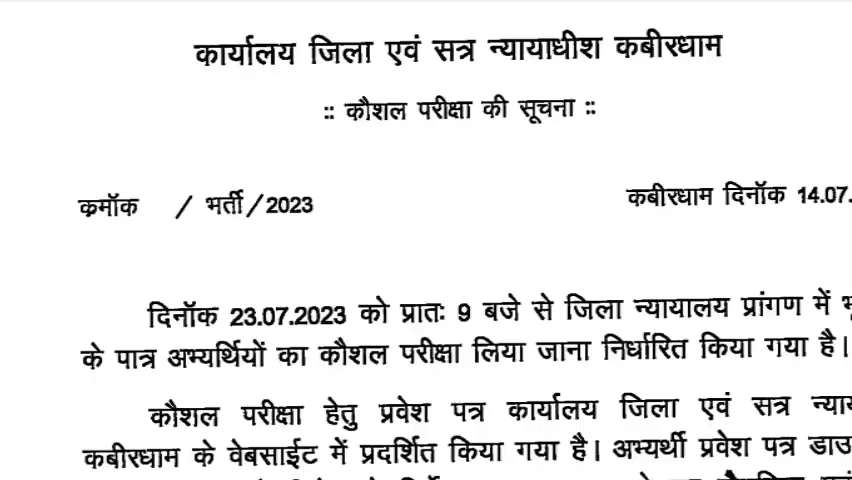 कार्यालय जिला एवं सत्र न्यायाधीश कबीरधाम
:: कौशल परीक्षा की सूचना ::
कमॉक / भर्ती/2023 कबीरधाम दिनॉक 14.07.
दिनॉक 23.07.2023 को प्रातः 9 बजे से जिला न्यायालय प्रांगण में
के पात्र अभ्यर्थियों का कौशल परीक्षा लिया जाना निर्धारित किया गया है।
कौशल परीक्षा हेतु प्रवेश पत्र कार्यालय जिला एवं सत्र
कबीरधाम के वेबसाईट में प्रदर्शित किया गया है। अभ्यर्थी प्रवेश पत्र